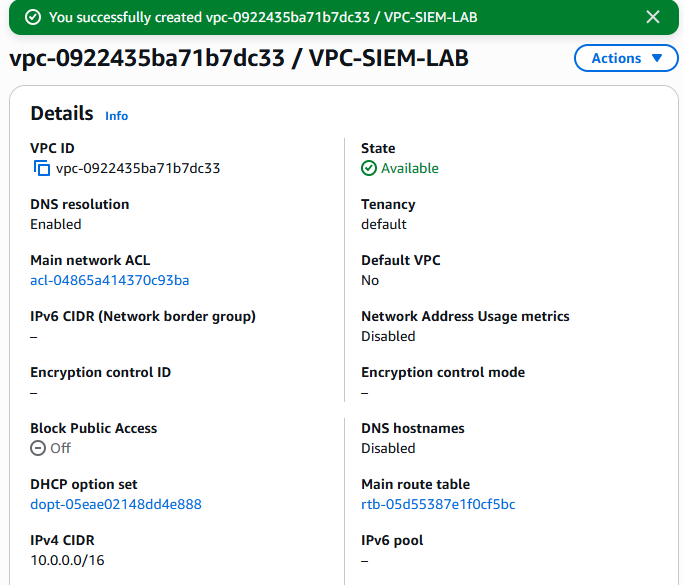 You successfully created vpc-0922435ba71b7dc33 / VPC-SIEM-LAB
vpc-0922435ba71b7dc33 / VPC-SIEM-LAB
Actions
Details Info
VPC ID
vpc-0922435ba71b7dc33
State
Available
DNS resolution
Enabled
Tenancy
default
Main network ACL
acl-04865a414370c93ba
Default VPC
No
IPv6 CIDR (Network border group)
–
Network Address Usage metrics
Disabled
Encryption control ID
–
Encryption control mode
–
Block Public Access
Off
DNS hostnames
Disabled
DHCP option set
dopt-05eae02148dd4e888
Main route table
rtb-05d55387e1f0cf5bc
IPv4 CIDR
10.0.0.0/16
IPv6 pool
–